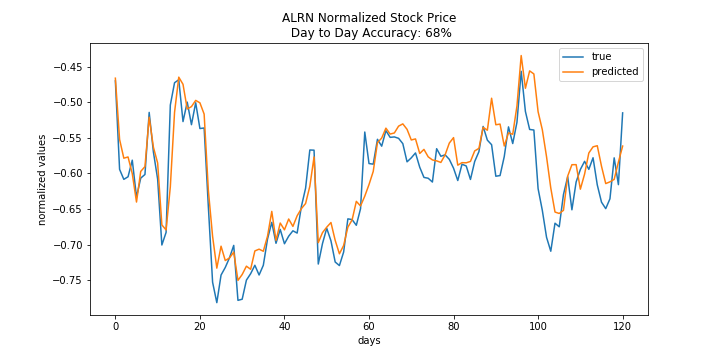 ALRN Normalized Stock Price
Day to Day Accuracy: 68%
true
predicted
normalized values
−0.45
−0.50
−0.55
−0.60
−0.65
−0.70
−0.75
0
20
40
60
80
100
120
days